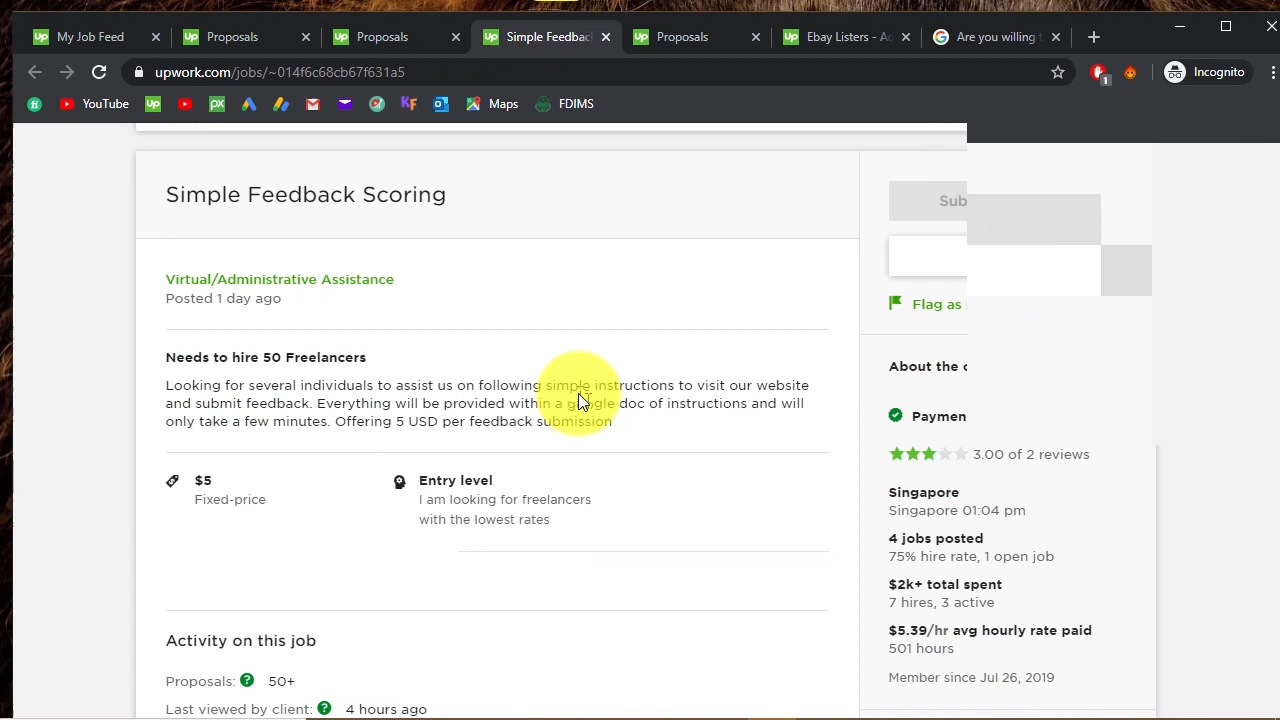 My Job Feed
Proposals
Proposals
Simple Feedbac
Proposals
Ebay Listers - Ac
Are you willing t
upwork.com/jobs/~014f6c68cb67f631a5
1
Incognito
YouTube
Maps
FDIMS
Simple Feedback Scoring
Virtual/Administrative Assistance
Posted 1 day ago
Needs to hire 50 Freelancers
Looking for several individuals to assist us on following simple instructions to visit our website
and submit feedback. Everything will be provided within a google doc of instructions and will
only take a few minutes. Offering 5 USD per feedback submission
$5
Fixed-price
Entry level
I am looking for freelancers
with the lowest rates
Activity on this job
Proposals: ? 50+
Last viewed by client: ? 4 hours ago
Sub
Flag as
About the c
Paymen
3.00 of 2 reviews
Singapore
Singapore 01:04 pm
4 jobs posted
75% hire rate, 1 open job
$2k+ total spent
7 hires, 3 active
$5.39/hr avg hourly rate paid
501 hours
Member since Jul 26, 2019